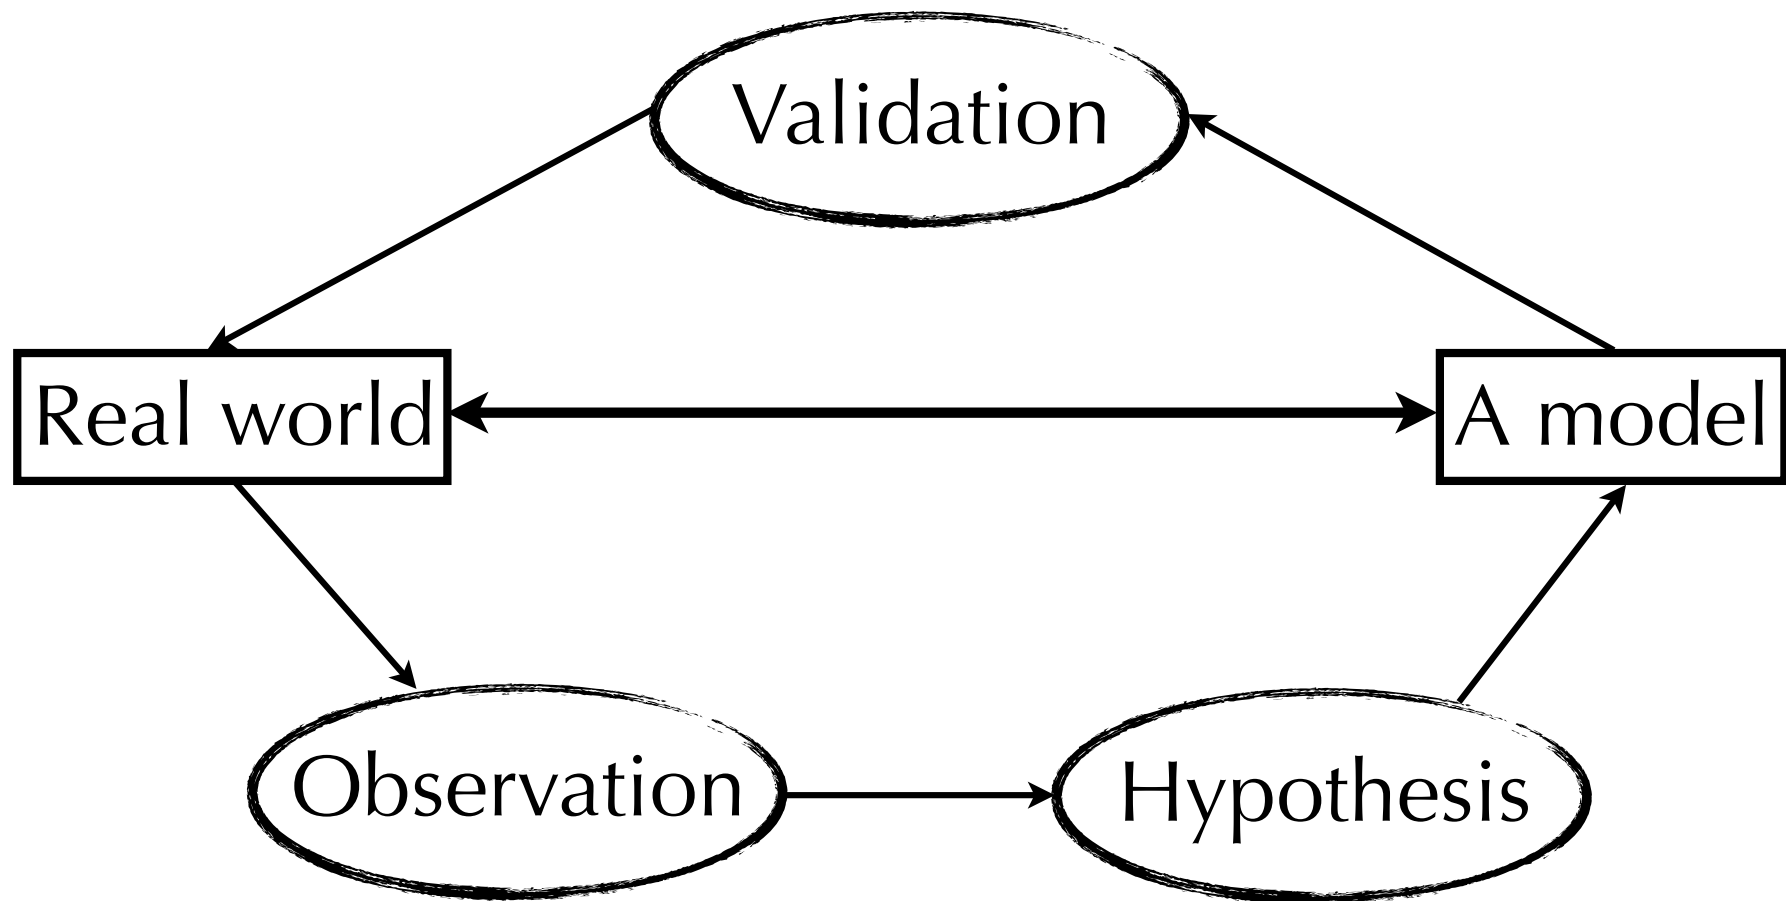 Validation
Real world
A model
Observation
Hypothesis